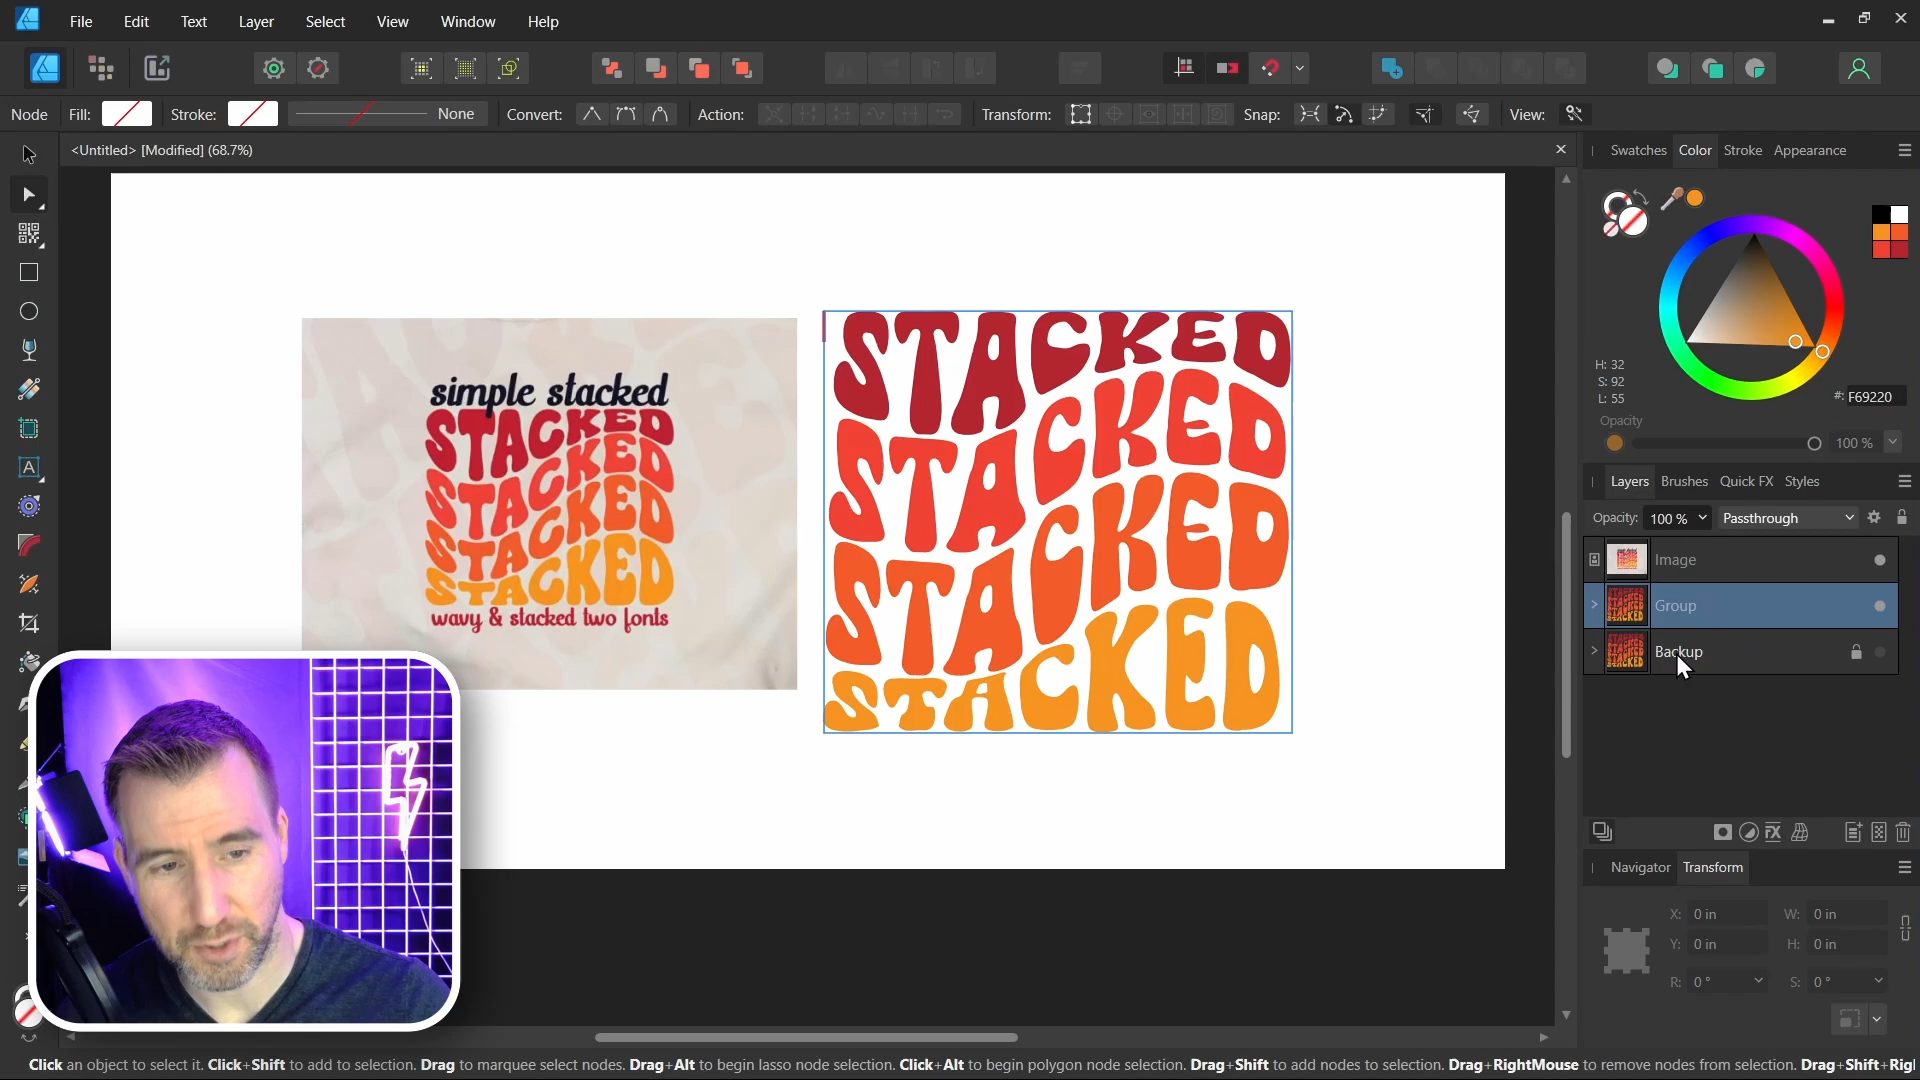 File Edit Text Layer Select View Window Help
Node Fill: Stroke: None Convert: Action: Transform: Snap: View:
<Untitled> [Modified] (68.7%)
Swatches Color Stroke Appearance
H: 32
S: 92
L: 55
#: F69220
Opacity
100 %
simple stacked
STACKED
STACKED
STACKED
STACKED
wavy & stacked two fonts
STACKED
STACKED
STACKED
STACKED
Layers Brushes Quick FX Styles
Opacity: 100 % Passthrough
Image
Group
Backup
Navigator Transform
X: 0 in W: 0 in
Y: 0 in H: 0 in
R: 0 ° S: 0 °
Click an object to select it. Click+Shift to add to selection. Drag to marquee select nodes. Drag+Alt to begin lasso node selection. Click+Alt to begin polygon node selection. Drag+Shift to add nodes to selection. Drag+RightMouse to remove nodes from selection. Drag+Shift+Rig